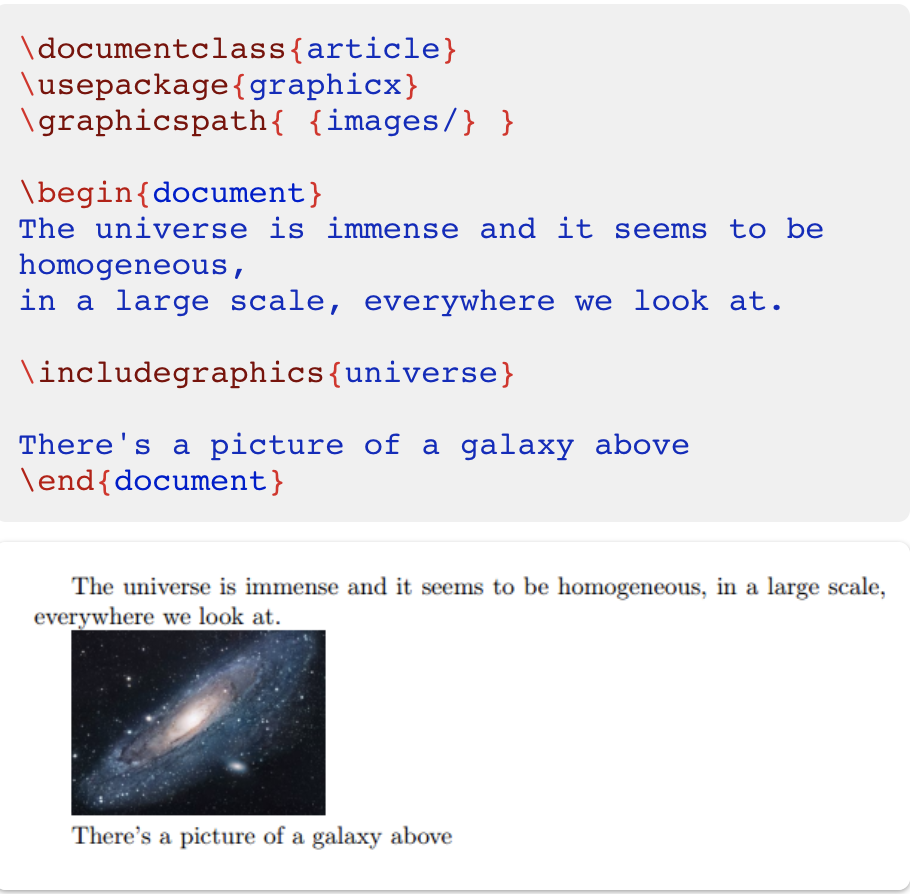 \documentclass{article}
\usepackage{graphicx}
\graphicspath{ {images/} }
\begin{document}
The universe is immense and it seems to be
homogeneous,
in a large scale, everywhere we look at.
\includegraphics{universe}
There's a picture of a galaxy above
\end{document}
The universe is immense and it seems to be homogeneous, in a large scale,
everywhere we look at.
There’s a picture of a galaxy above